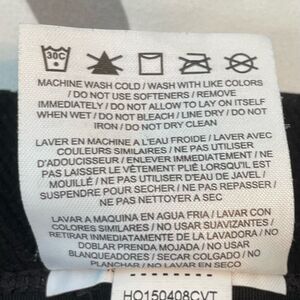 30C
MACHINE WASH COLD / WASH WITH LIKE COLORS
/ DO NOT USE SOFTENERS / REMOVE
IMMEDIATELY / DO NOT ALLOW TO LAY ON ITSELF
WHEN WET / DO NOT BLEACH / LINE DRY / DO NOT
IRON / DO NOT DRY CLEAN
LAVER EN MACHINE A L'EAU FROIDE / LAVER AVEC
COULEURS SIMILAIRES / NE PAS UTILISER
D'ADOUCISSEUR / ENLEVER IMMEDIATEMENT / NE
PAS LAISSER LE VÊTEMENT PLIÉ LORSQU'IL EST
MOUILLÉ / NE PAS UTILISER D'EAU DE JAVEL /
SUSPENDRE POUR SECHER / NE PAS REPASSER /
NE PAS NETTOYER A SEC
LAVAR A MAQUINA EN AGUA FRIA / LAVAR CON
COLORES SIMILARES / NO USAR SUAVIZANTES /
RETIRAR INMEDIATAMENTE DE LA LAVADORA / NO
DOBLAR PRENDA MOJADA / NO USAR
BLANQUEADORES / SECAR COLGADO / NO
PLANCHAR / NO LAVAR EN SECO
HO150408CVT